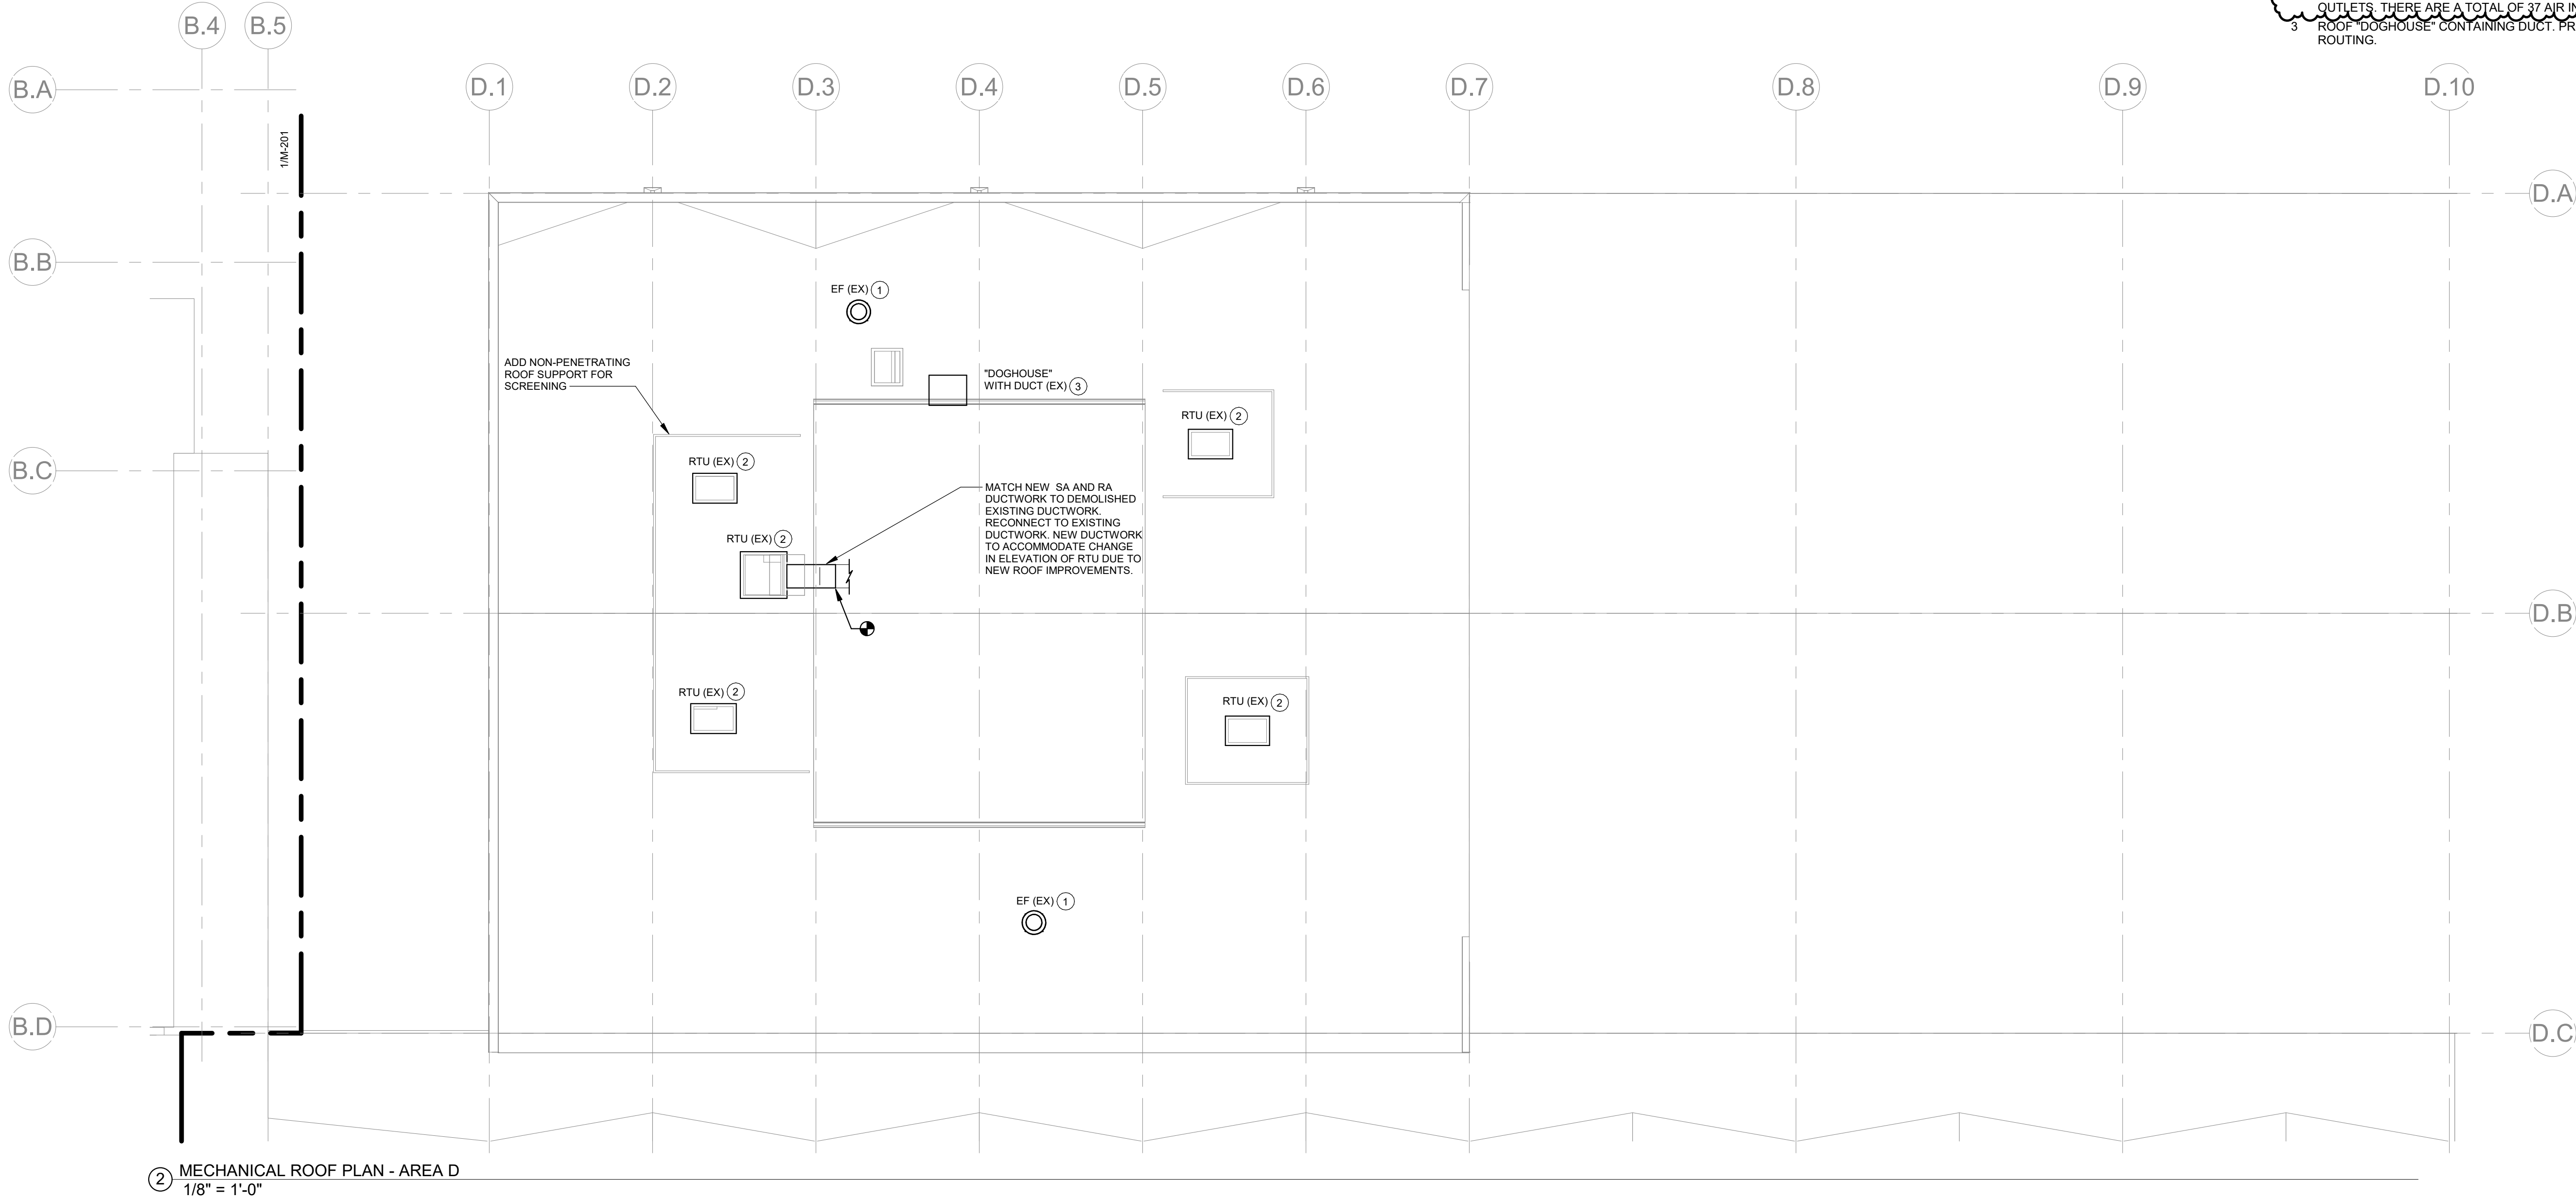 OUTLETS. THERE ARE A TOTAL OF 37 AIR IN
3 ROOF "DOGHOUSE" CONTAINING DUCT. PR
ROUTING.
B.4
B.5
D.1
D.2
D.3
D.4
D.5
D.6
D.7
D.8
D.9
D.10
B.A
1/M-201
D.A
B.B
EF (EX) 1
ADD NON-PENETRATING
ROOF SUPPORT FOR
SCREENING
"DOGHOUSE"
WITH DUCT (EX) 3
RTU (EX) 2
RTU (EX) 2
B.C
MATCH NEW SA AND RA
DUCTWORK TO DEMOLISHED
EXISTING DUCTWORK.
RECONNECT TO EXISTING
DUCTWORK. NEW DUCTWORK
TO ACCOMMODATE CHANGE
IN ELEVATION OF RTU DUE TO
NEW ROOF IMPROVEMENTS.
RTU (EX) 2
D.B
RTU (EX) 2
RTU (EX) 2
EF (EX) 1
B.D
D.C
2 MECHANICAL ROOF PLAN - AREA D
1/8" = 1'-0"